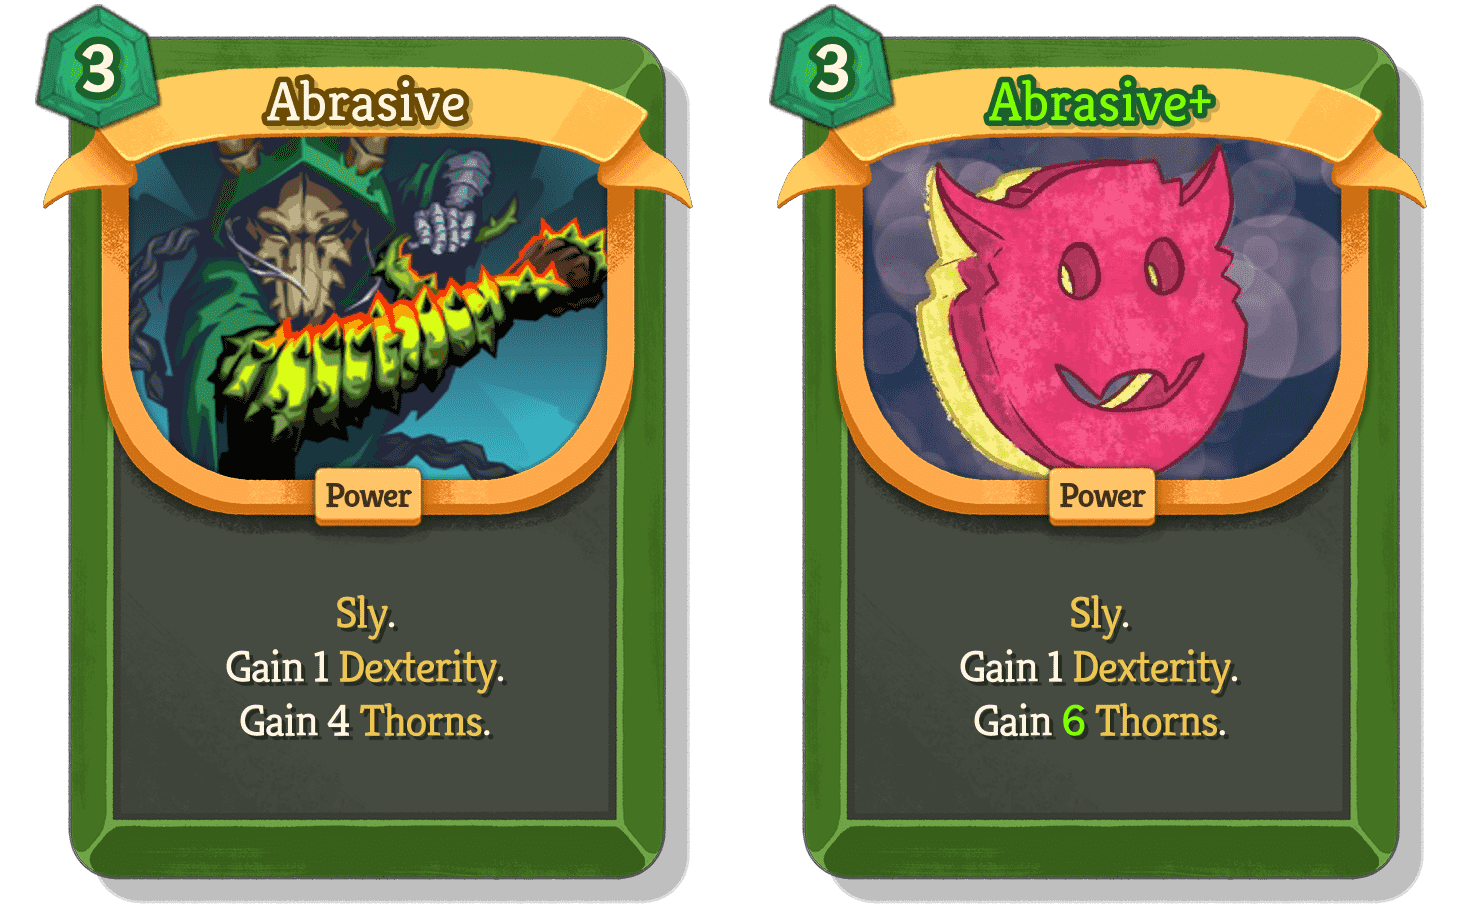 3
Abrasive
Power
Sly.
Gain 1 Dexterity.
Gain 4 Thorns.
3
Abrasive+
Power
Sly.
Gain 1 Dexterity.
Gain 6 Thorns.